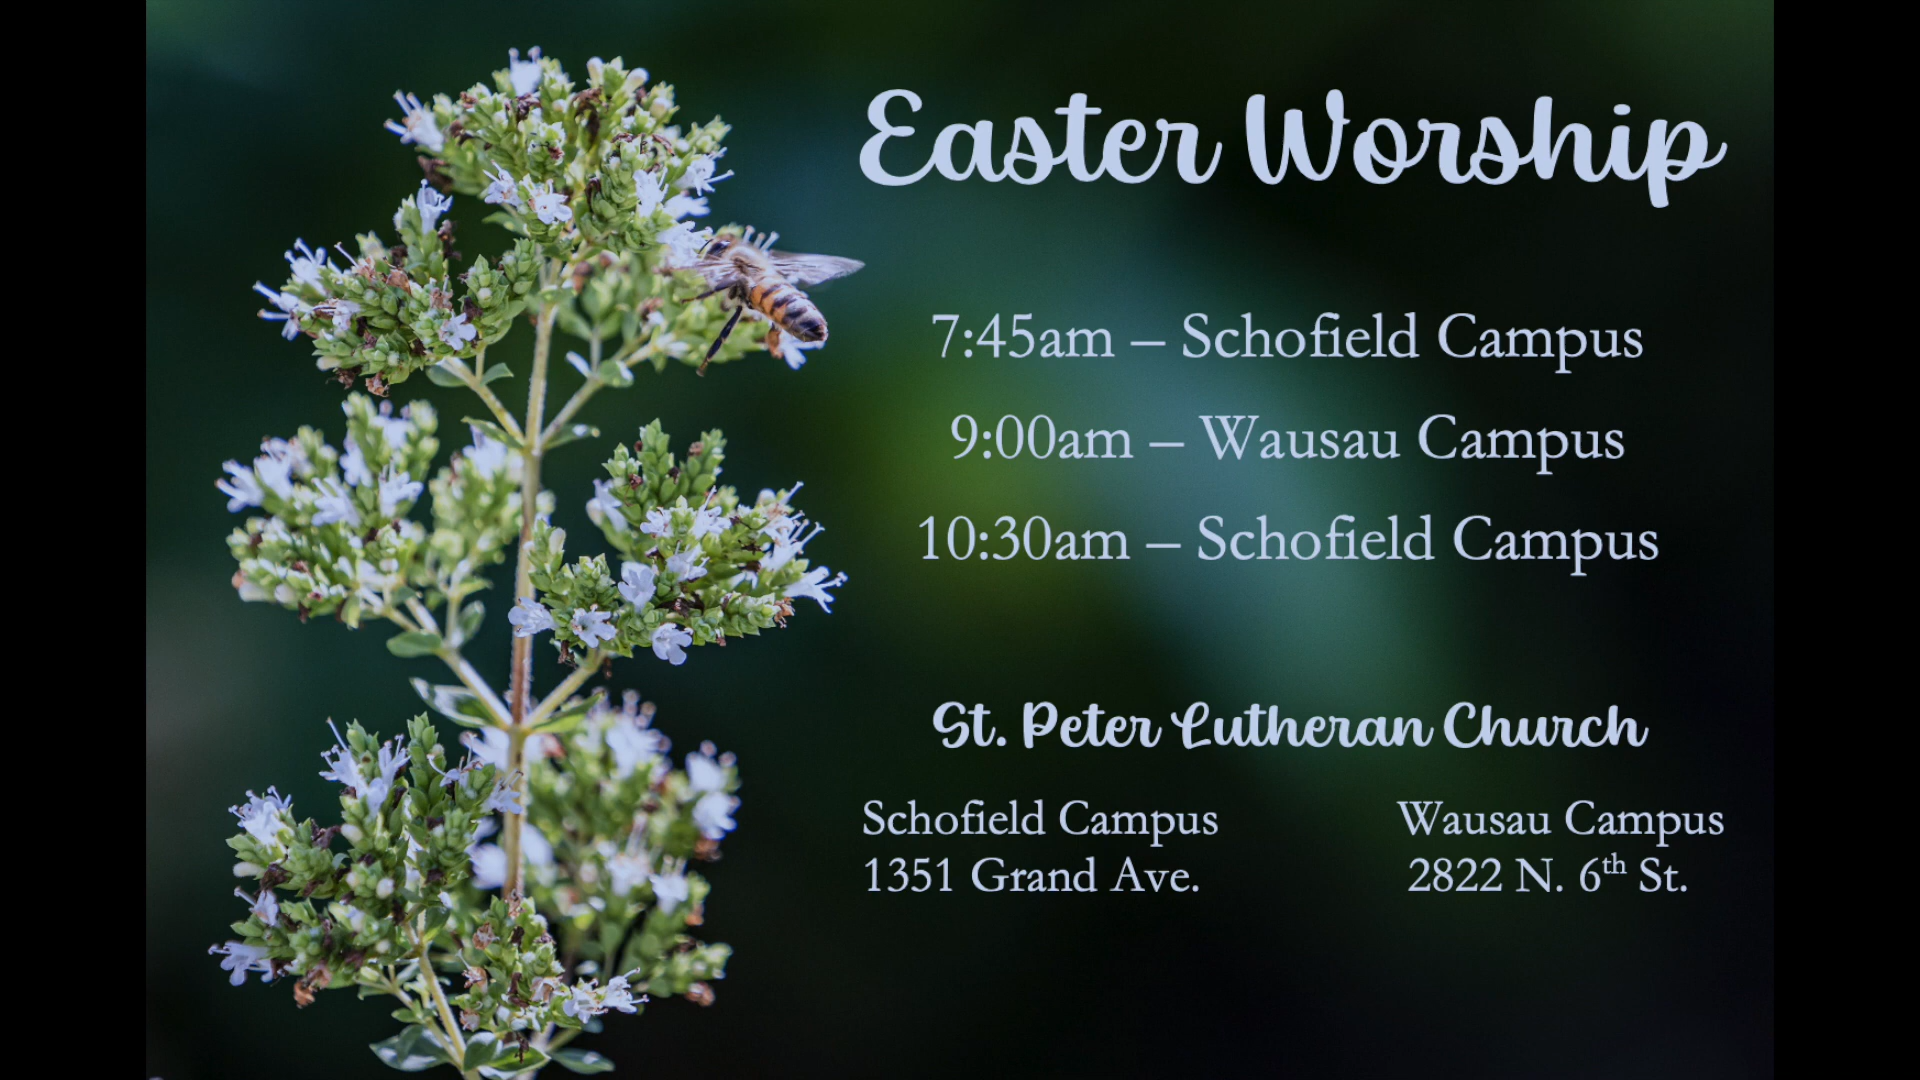 Easter Worship
7:45am – Schofield Campus
9:00am – Wausau Campus
10:30am – Schofield Campus
St. Peter Lutheran Church
Schofield Campus
1351 Grand Ave.
Wausau Campus
2822 N. 6th St.